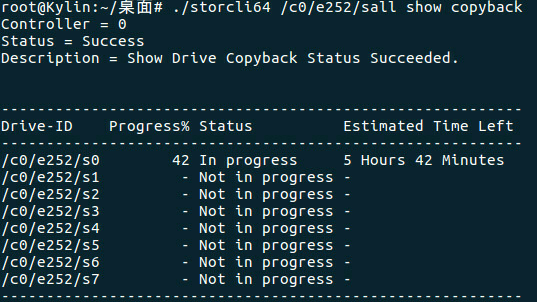 root@Kylin:~/桌面# ./storcli64 /c0/e252/sall show copyback
Controller = 0
Status = Success
Description = Show Drive Copyback Status Succeeded.
----------------------------------------------------------
Drive-ID    Progress% Status          Estimated Time Left
----------------------------------------------------------
/c0/e252/s0        42 In progress     5 Hours 42 Minutes
/c0/e252/s1         - Not in progress -
/c0/e252/s2         - Not in progress -
/c0/e252/s3         - Not in progress -
/c0/e252/s4         - Not in progress -
/c0/e252/s5         - Not in progress -
/c0/e252/s6         - Not in progress -
/c0/e252/s7         - Not in progress -
----------------------------------------------------------